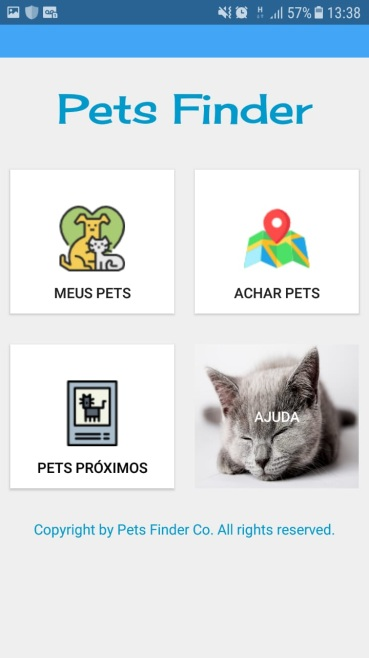 57% 13:38
Pets Finder
MEUS PETS
ACHAR PETS
PETS PRÓXIMOS
AJUDA
Copyright by Pets Finder Co. All rights reserved.